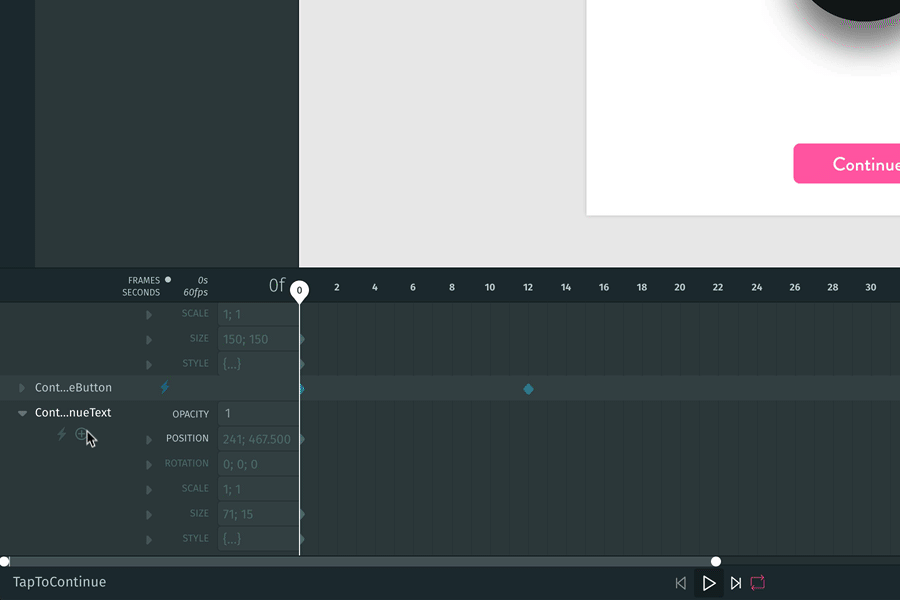 Continue
FRAMES 0s
SECONDS 60fps
0f 0 2 4 6 8 10 12 14 16 18 20 22 24 26 28 30
SCALE 1; 1
SIZE 150; 150
STYLE {...}
Cont...eButton
Cont...nueText OPACITY 1
POSITION 241; 467.500
ROTATION 0; 0; 0
SCALE 1; 1
SIZE 71; 15
STYLE {...}
TapToContinue